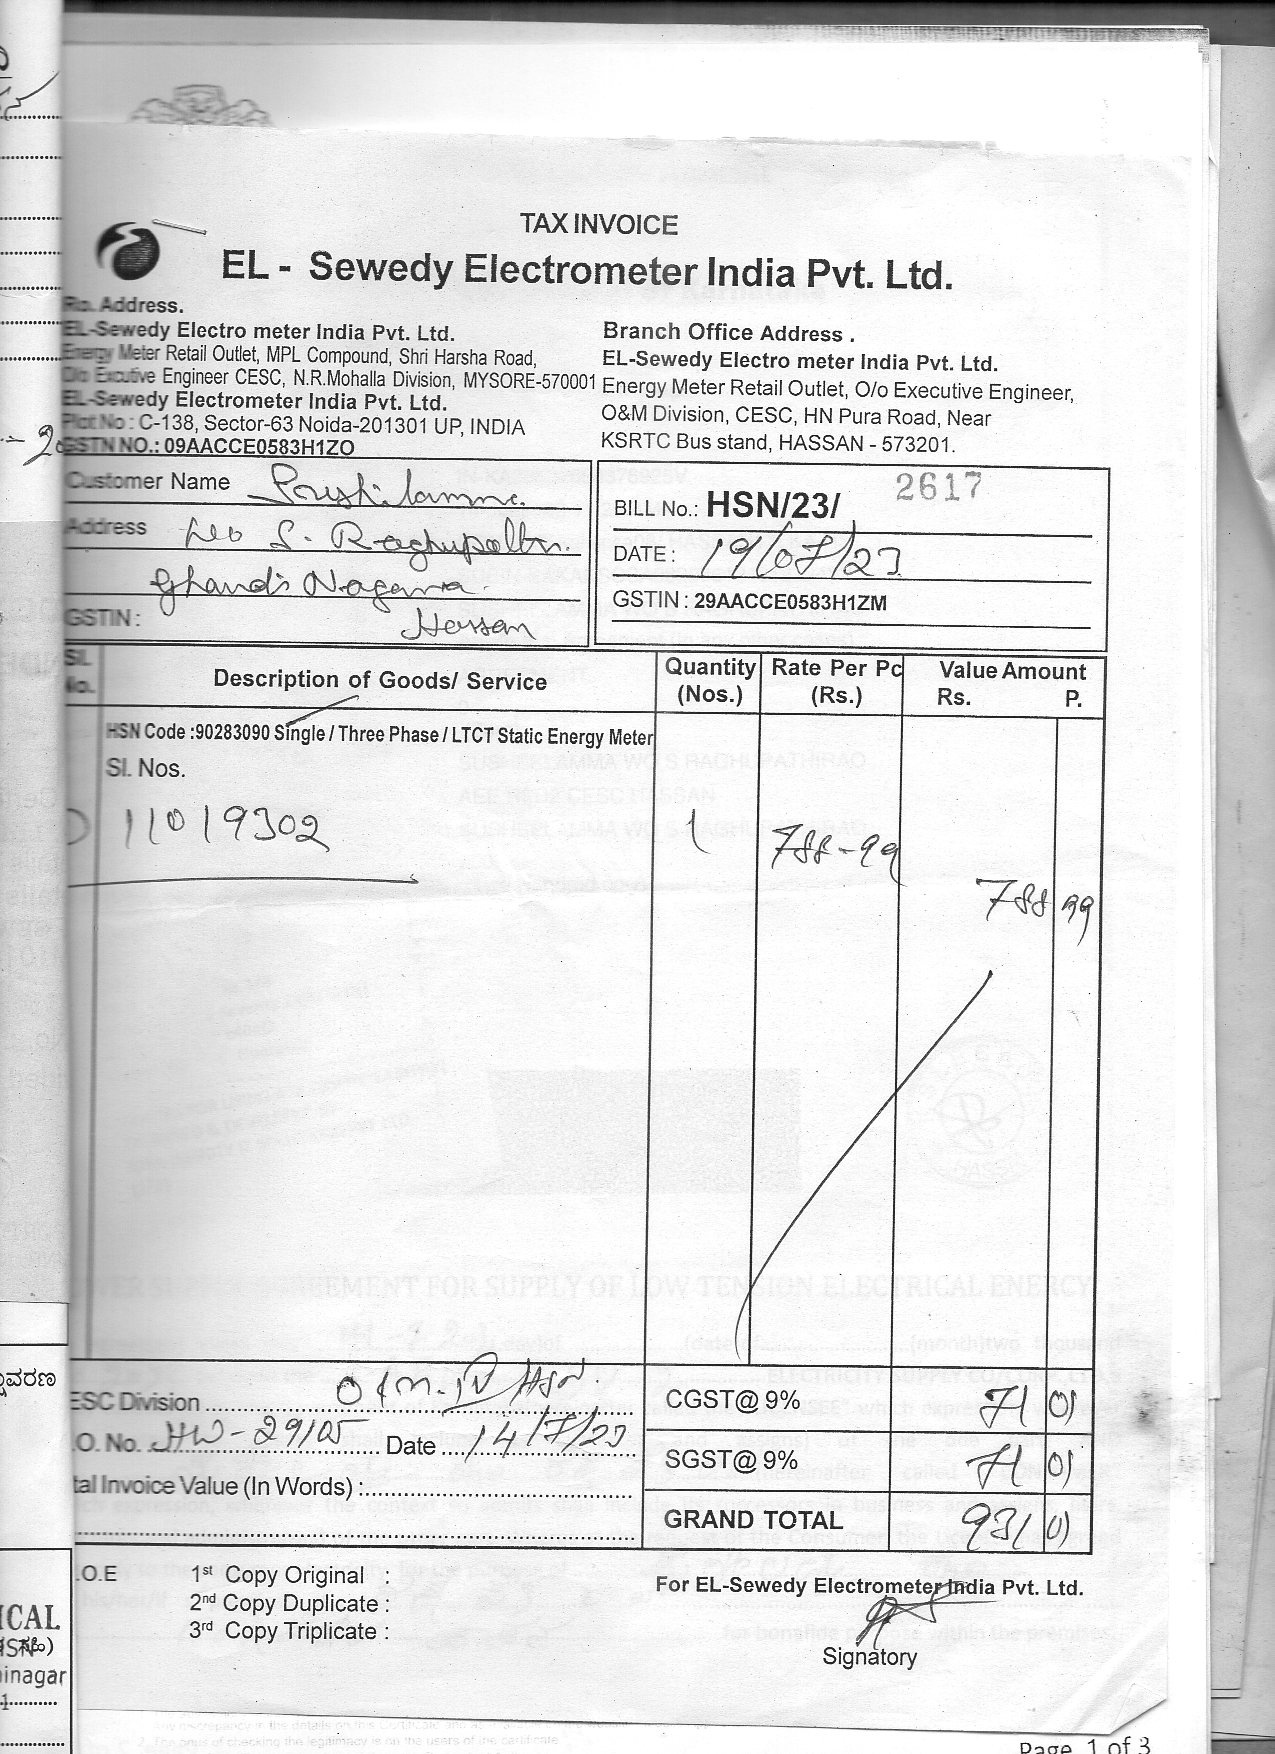 TAX INVOICE
EL - Sewedy Electrometer India Pvt. Ltd.
Ro. Address.
EL-Sewedy Electro meter India Pvt. Ltd.
Energy Meter Retail Outlet, MPL Compound, Shri Harsha Road,
O/o Excutive Engineer CESC, N.R.Mohalla Division, MYSORE-570001
EL-Sewedy Electrometer India Pvt. Ltd.
Plot No : C-138, Sector-63 Noida-201301 UP, INDIA
GSTN NO.: 09AACCE0583H1ZO
Branch Office Address .
EL-Sewedy Electro meter India Pvt. Ltd.
Energy Meter Retail Outlet, O/o Executive Engineer,
O&M Division, CESC, HN Pura Road, Near
KSRTC Bus stand, HASSAN - 573201.
Customer Name
Address S. Raghupathi
Ghandi Nagara
GSTIN : Hassan
BILL No.: HSN/23/ 2617
DATE : 19/07/23
GSTIN : 29AACCE0583H1ZM
Sl. No. Description of Goods/ Service Quantity (Nos.) Rate Per Pc (Rs.) Value Amount Rs. P.
HSN Code :90283090 Single / Three Phase / LTCT Static Energy Meter
Sl. Nos.
11019302 1 788-99
788 99
ESC Division HSN
.O. No. HW-29105 Date 14/7/23
tal Invoice Value (In Words) :
CGST@ 9% 71 01
SGST@ 9% 71 01
GRAND TOTAL 931 01
.O.E
1st Copy Original :
2nd Copy Duplicate :
3rd Copy Triplicate :
For EL-Sewedy Electrometer India Pvt. Ltd.
Signatory
Page 1 of 3
ICAL
inagar